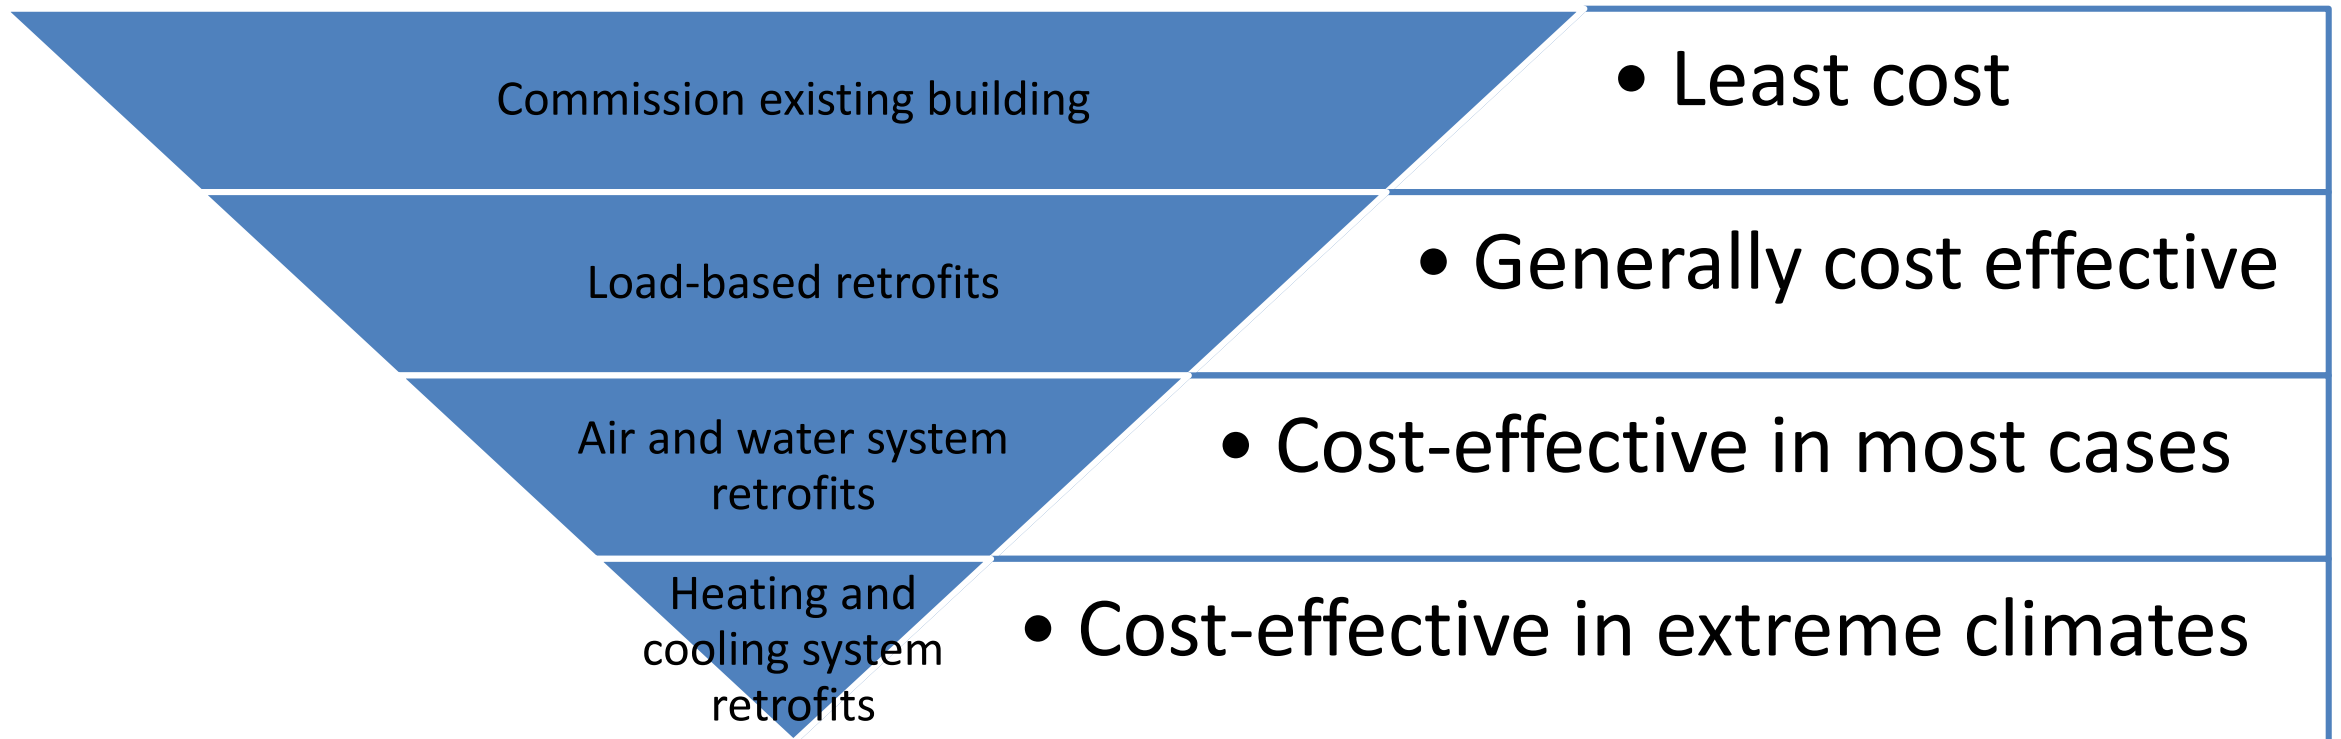 Commission existing building
• Least cost
Load-based retrofits
• Generally cost effective
Air and water system
retrofits
• Cost-effective in most cases
Heating and
cooling system
retrofits
• Cost-effective in extreme climates